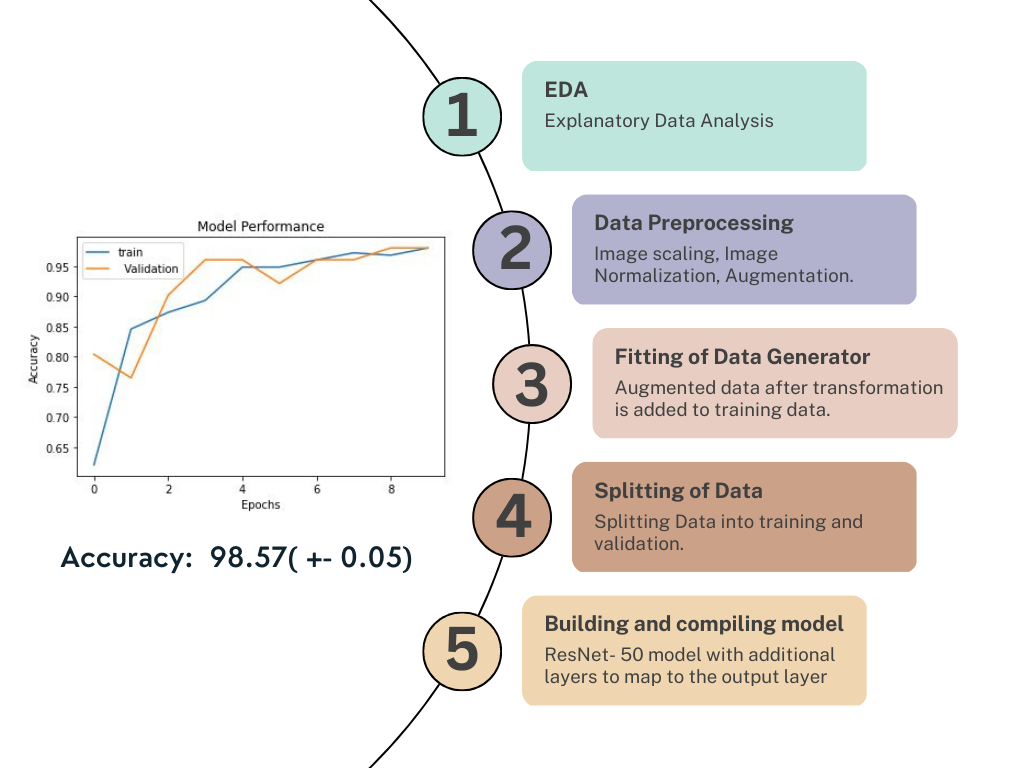 1
EDA
Explanatory Data Analysis
2
Data Preprocessing
Image scaling, Image
Normalization, Augmentation.
3
Fitting of Data Generator
Augmented data after transformation
is added to training data.
4
Splitting of Data
Splitting Data into training and
validation.
5
Building and compiling model
ResNet- 50 model with additional
layers to map to the output layer
Model Performance
train
Validation
Accuracy
0.95
0.90
0.85
0.80
0.75
0.70
0.65
0 2 4 6 8
Epochs
Accuracy: 98.57( +- 0.05)